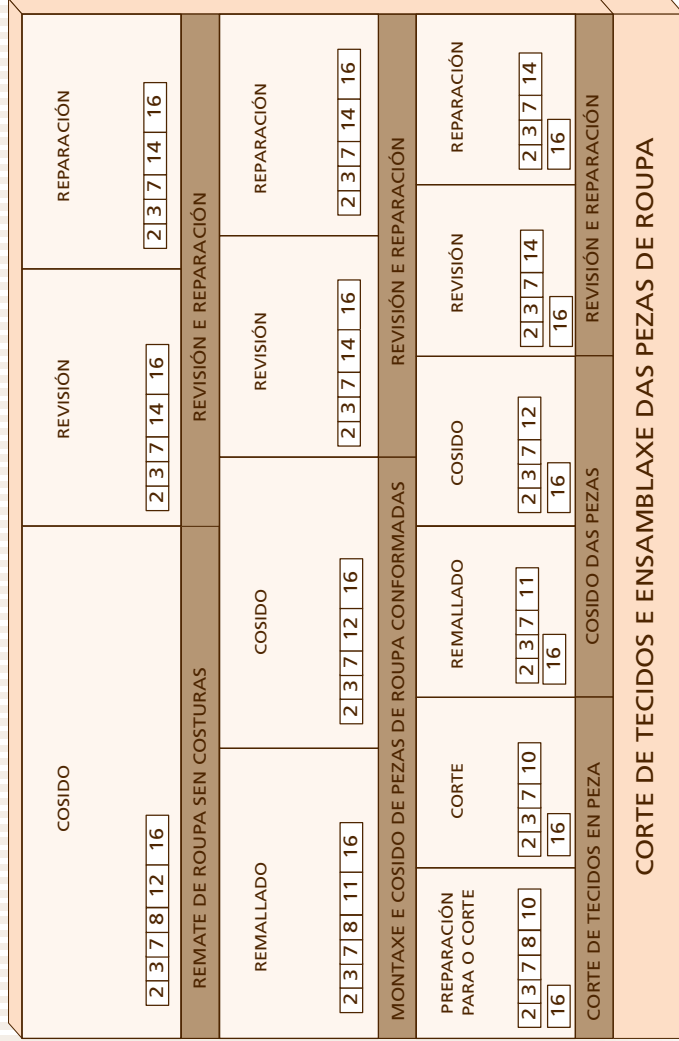 COSIDO
REVISIÓN
REPARACIÓN
2 3 7 8 12 16
2 3 7 14 16
2 3 7 14 16
REMATE DE ROUPA SEN COSTURAS
REVISIÓN E REPARACIÓN
REMALLADO
COSIDO
REVISIÓN
REPARACIÓN
2 3 7 8 11 16
2 3 7 12 16
2 3 7 14 16
2 3 7 14 16
MONTAXE E COSIDO DE PEZAS DE ROUPA CONFORMADAS
REVISIÓN E REPARACIÓN
PREPARACIÓN
PARA O CORTE
CORTE
REMALLADO
COSIDO
REVISIÓN
REPARACIÓN
2 3 7 8 10
16
2 3 7 10
16
2 3 7 11
16
2 3 7 12
16
2 3 7 14
16
2 3 7 14
16
CORTE DE TECIDOS EN PEZA
COSIDO DAS PEZAS
REVISIÓN E REPARACIÓN
CORTE DE TECIDOS E ENSAMBLAXE DAS PEZAS DE ROUPA